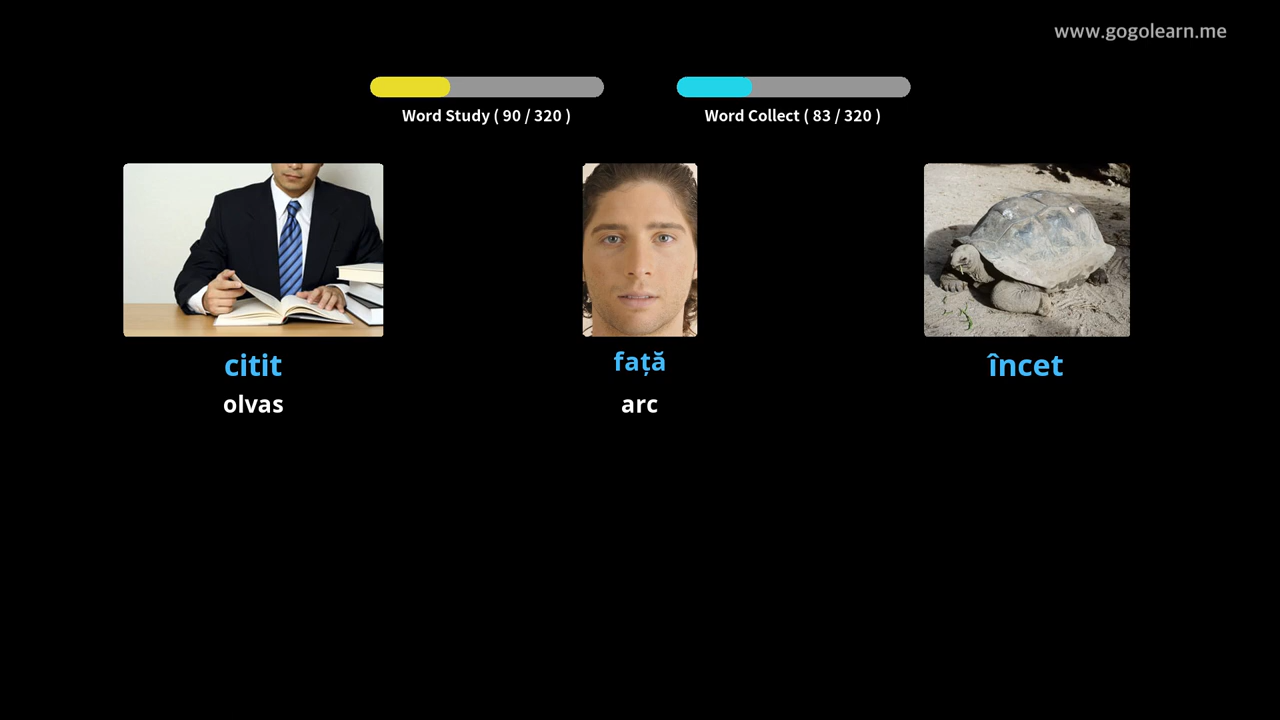 www.gogolearn.me
Word Study ( 90 / 320 )
Word Collect ( 83 / 320 )
citit
față
încet
olvas
arc